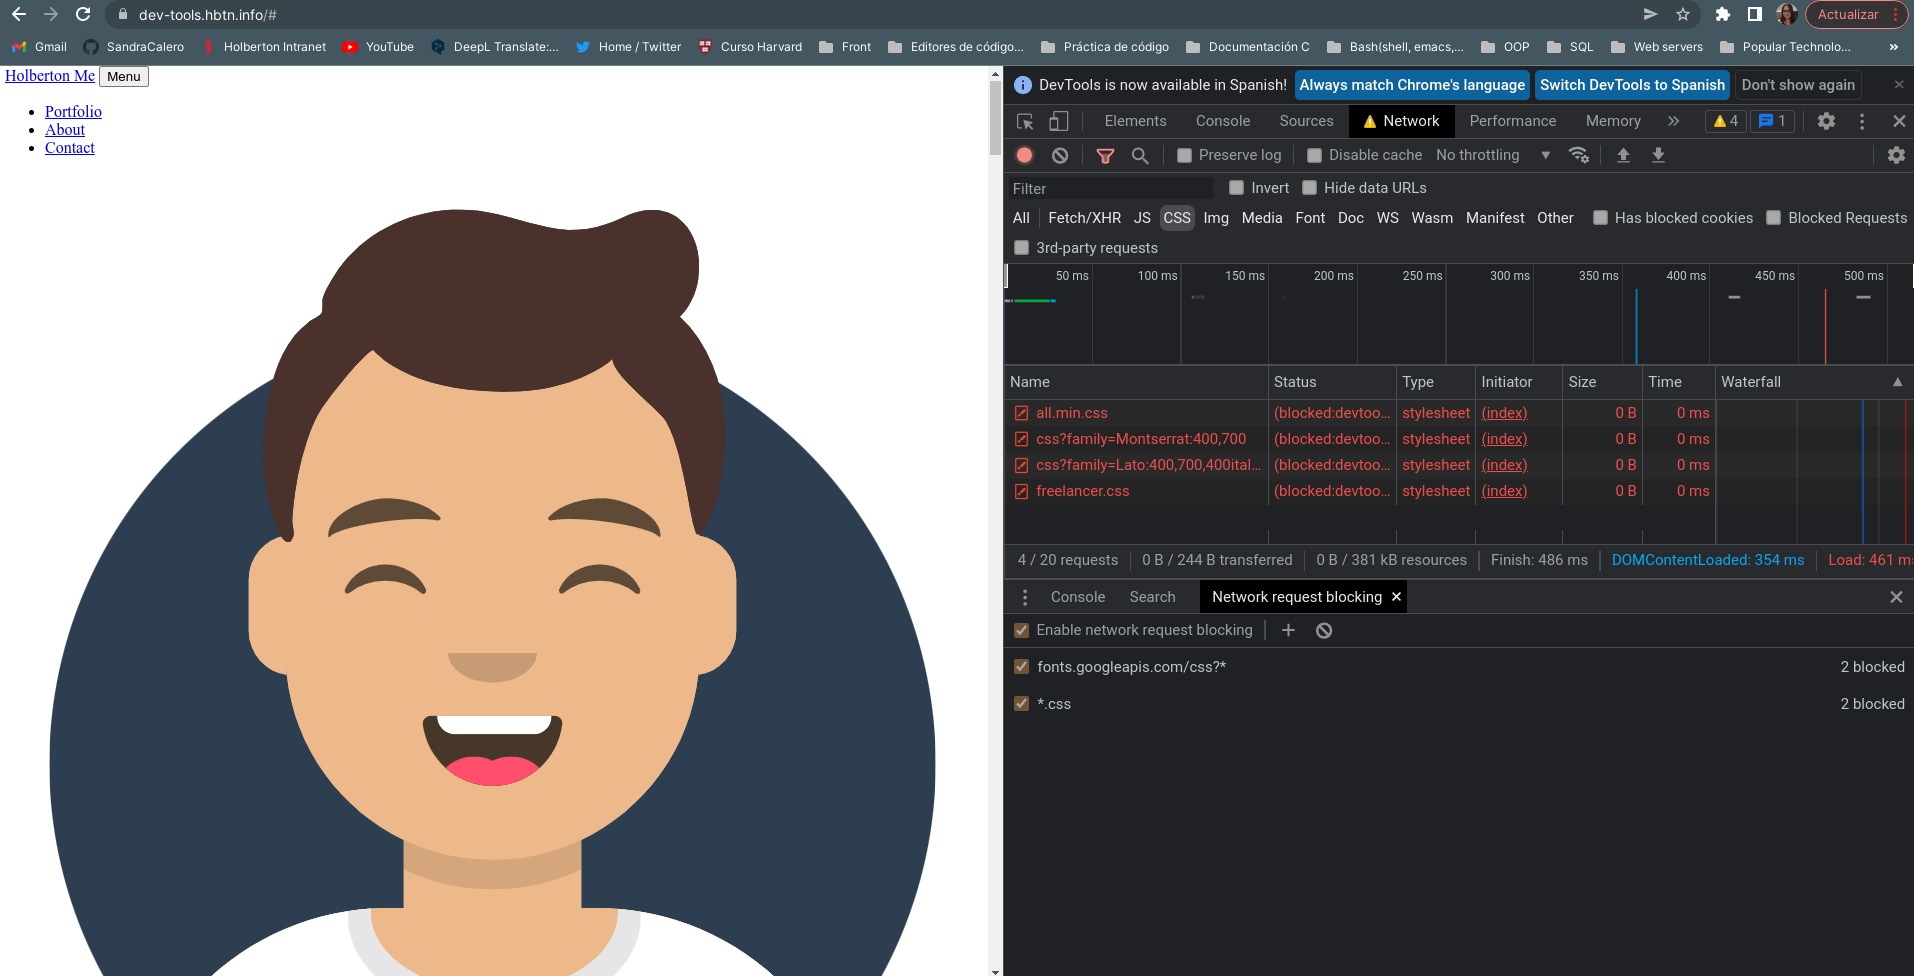 dev-tools.hbtn.info/#
Actualizar
Gmail SandraCalero Holberton Intranet YouTube DeepL Translate:... Home / Twitter Curso Harvard Front Editores de código... Práctica de código Documentación C Bash(shell, emacs,... OOP SQL Web servers Popular Technolo... »
Holberton Me Menu
Portfolio
About
Contact
DevTools is now available in Spanish! Always match Chrome's language Switch DevTools to Spanish Don't show again
Elements Console Sources Network Performance Memory » 4 1
Preserve log Disable cache No throttling
Filter Invert Hide data URLs
All Fetch/XHR JS CSS Img Media Font Doc WS Wasm Manifest Other Has blocked cookies Blocked Requests
3rd-party requests
50 ms 100 ms 150 ms 200 ms 250 ms 300 ms 350 ms 400 ms 450 ms 500 ms
Name Status Type Initiator Size Time Waterfall
all.min.css (blocked:devtoo... stylesheet (index) 0 B 0 ms
css?family=Montserrat:400,700 (blocked:devtoo... stylesheet (index) 0 B 0 ms
css?family=Lato:400,700,400ital... (blocked:devtoo... stylesheet (index) 0 B 0 ms
freelancer.css (blocked:devtoo... stylesheet (index) 0 B 0 ms
4 / 20 requests 0 B / 244 B transferred 0 B / 381 kB resources Finish: 486 ms DOMContentLoaded: 354 ms Load: 461 ms
Console Search Network request blocking
Enable network request blocking
fonts.googleapis.com/css?* 2 blocked
*.css 2 blocked